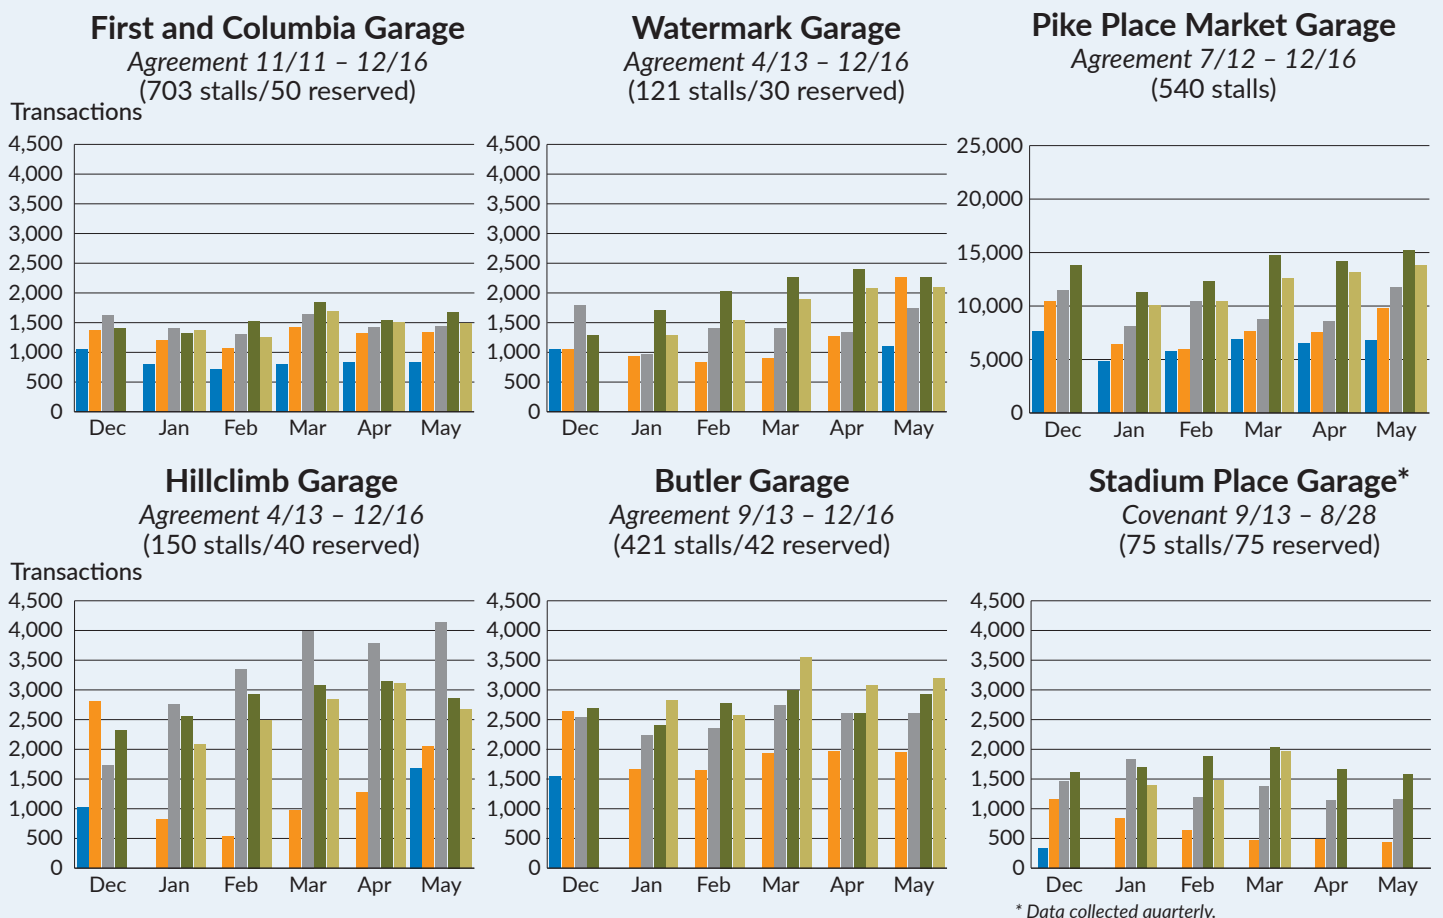 First and Columbia Garage
Agreement 11/11 – 12/16
(703 stalls/50 reserved)
Transactions
4,500
4,000
3,500
3,000
2,500
2,000
1,500
1,000
500
0
Dec Jan Feb Mar Apr May
Watermark Garage
Agreement 4/13 – 12/16
(121 stalls/30 reserved)
4,500
4,000
3,500
3,000
2,500
2,000
1,500
1,000
500
0
Dec Jan Feb Mar Apr May
Pike Place Market Garage
Agreement 7/12 – 12/16
(540 stalls)
25,000
20,000
15,000
10,000
5,000
0
Dec Jan Feb Mar Apr May
Hillclimb Garage
Agreement 4/13 – 12/16
(150 stalls/40 reserved)
Transactions
4,500
4,000
3,500
3,000
2,500
2,000
1,500
1,000
500
0
Dec Jan Feb Mar Apr May
Butler Garage
Agreement 9/13 – 12/16
(421 stalls/42 reserved)
4,500
4,000
3,500
3,000
2,500
2,000
1,500
1,000
500
0
Dec Jan Feb Mar Apr May
Stadium Place Garage*
Covenant 9/13 – 8/28
(75 stalls/75 reserved)
4,500
4,000
3,500
3,000
2,500
2,000
1,500
1,000
500
0
Dec Jan Feb Mar Apr May
* Data collected quarterly.